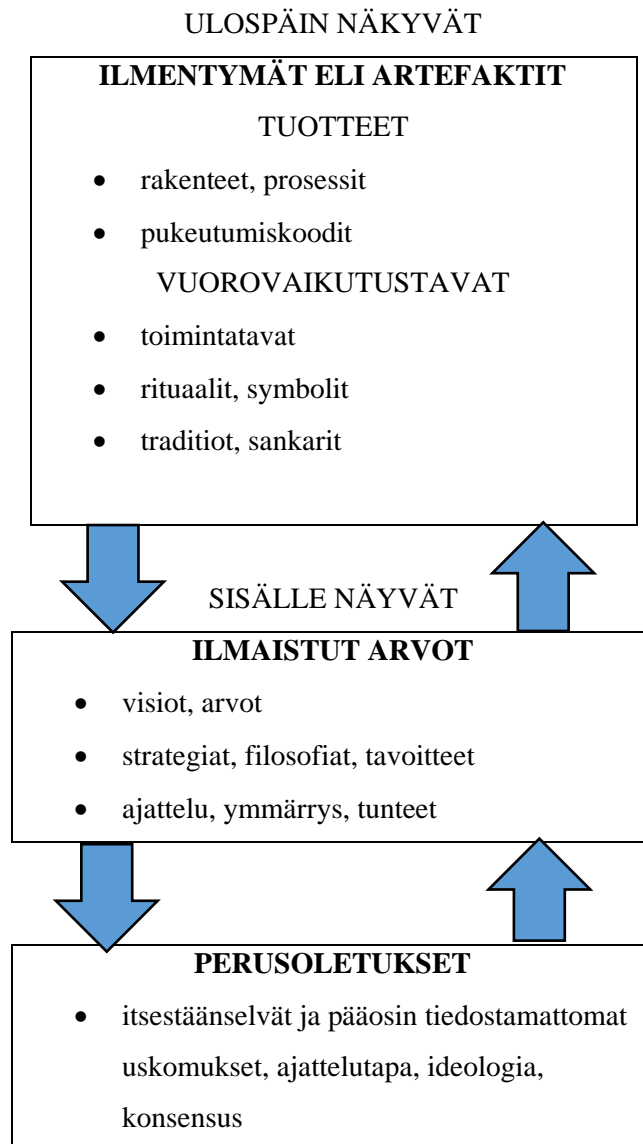 ULOSPÄIN NÄKYVÄT
ILMENTYMÄT ELI ARTEFAKTIT
TUOTTEET
• rakenteet, prosessit
• pukeutumiskoodit
VUOROVAIKUTUSTAVAT
• toimintatavat
• rituaalit, symbolit
• traditiot, sankarit
SISÄLLE NÄYVÄT
ILMAISTUT ARVOT
• visiot, arvot
• strategiat, filosofiat, tavoitteet
• ajattelu, ymmärrys, tunteet
PERUSOLETUKSET
• itsestäänselvät ja pääosin tiedostamattomat
uskomukset, ajattelutapa, ideologia,
konsensus